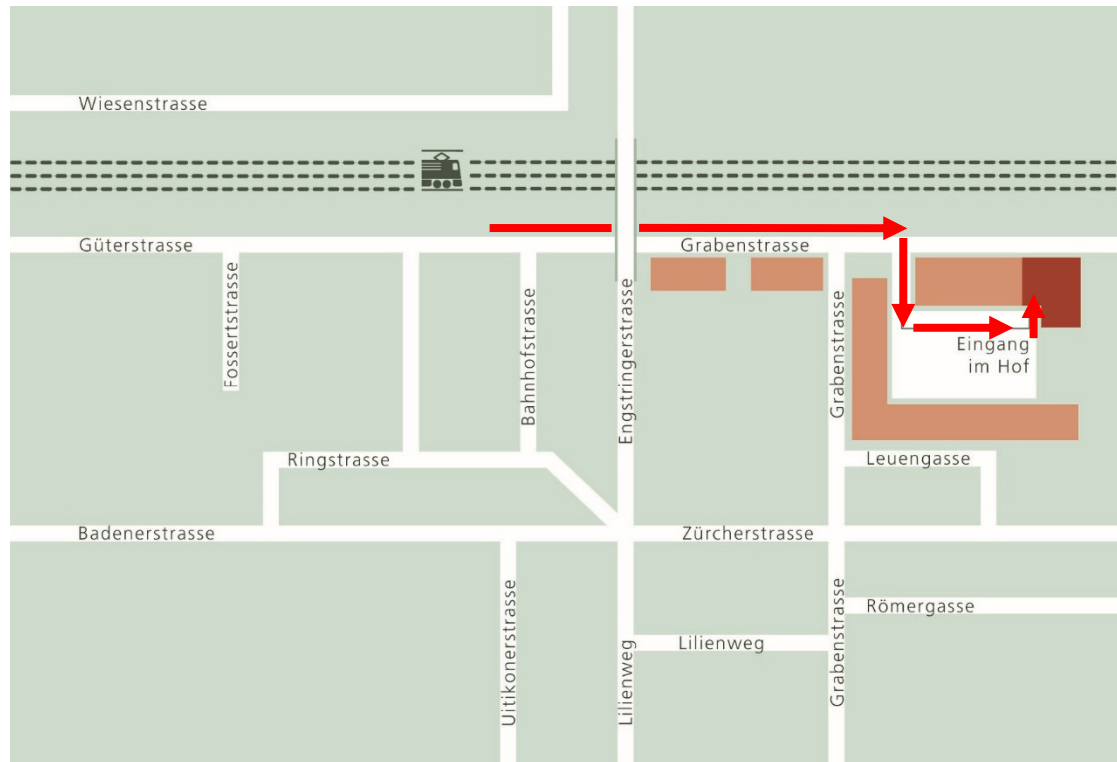 Wiesenstrasse
Güterstrasse
Grabenstrasse
Fossertstrasse
Bahnhofstrasse
Engstringerstrasse
Grabenstrasse
Eingang
im Hof
Ringstrasse
Leuengasse
Badenerstrasse
Zürcherstrasse
Uitikonerstrasse
Lilienweg
Lilienweg
Grabenstrasse
Römergasse